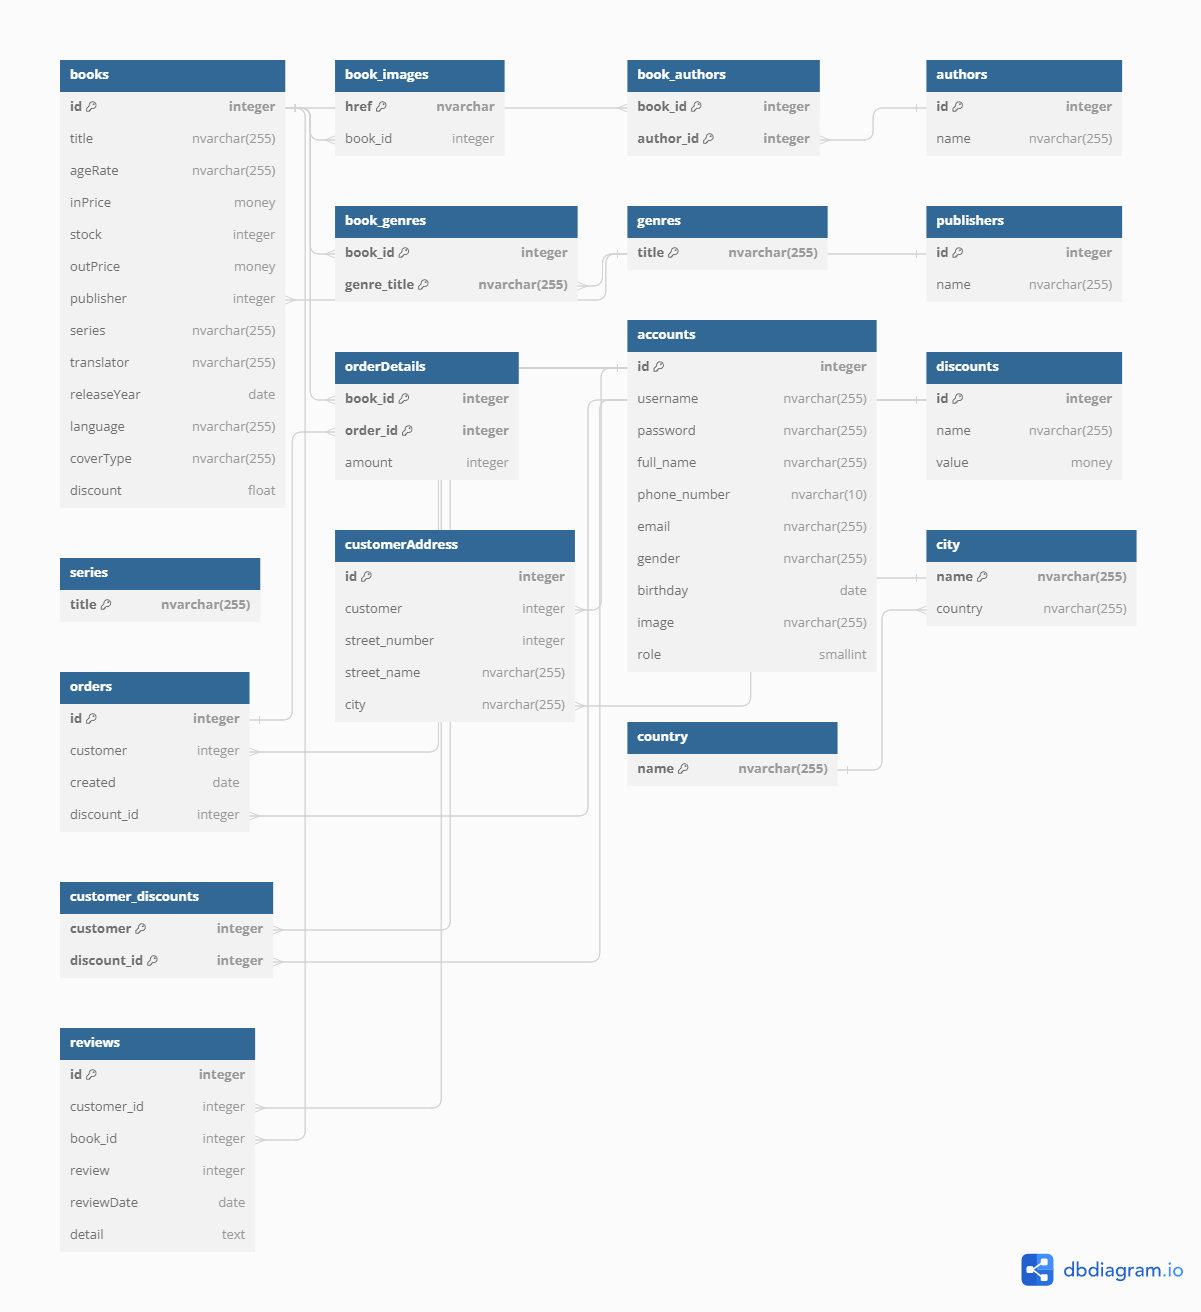 books
id integer
title nvarchar(255)
ageRate nvarchar(255)
inPrice money
stock integer
outPrice money
publisher integer
series nvarchar(255)
translator nvarchar(255)
releaseYear date
language nvarchar(255)
coverType nvarchar(255)
discount float
book_images
href nvarchar
book_id integer
book_authors
book_id integer
author_id integer
authors
id integer
name nvarchar(255)
book_genres
book_id integer
genre_title nvarchar(255)
genres
title nvarchar(255)
publishers
id integer
name nvarchar(255)
orderDetails
book_id integer
order_id integer
amount integer
accounts
id integer
username nvarchar(255)
password nvarchar(255)
full_name nvarchar(255)
phone_number nvarchar(10)
email nvarchar(255)
gender nvarchar(255)
birthday date
image nvarchar(255)
role smallint
discounts
id integer
name nvarchar(255)
value money
series
title nvarchar(255)
customerAddress
id integer
customer integer
street_number integer
street_name nvarchar(255)
city nvarchar(255)
city
name nvarchar(255)
country nvarchar(255)
orders
id integer
customer integer
created date
discount_id integer
country
name nvarchar(255)
customer_discounts
customer integer
discount_id integer
reviews
id integer
customer_id integer
book_id integer
review integer
reviewDate date
detail text
dbdiagram.io